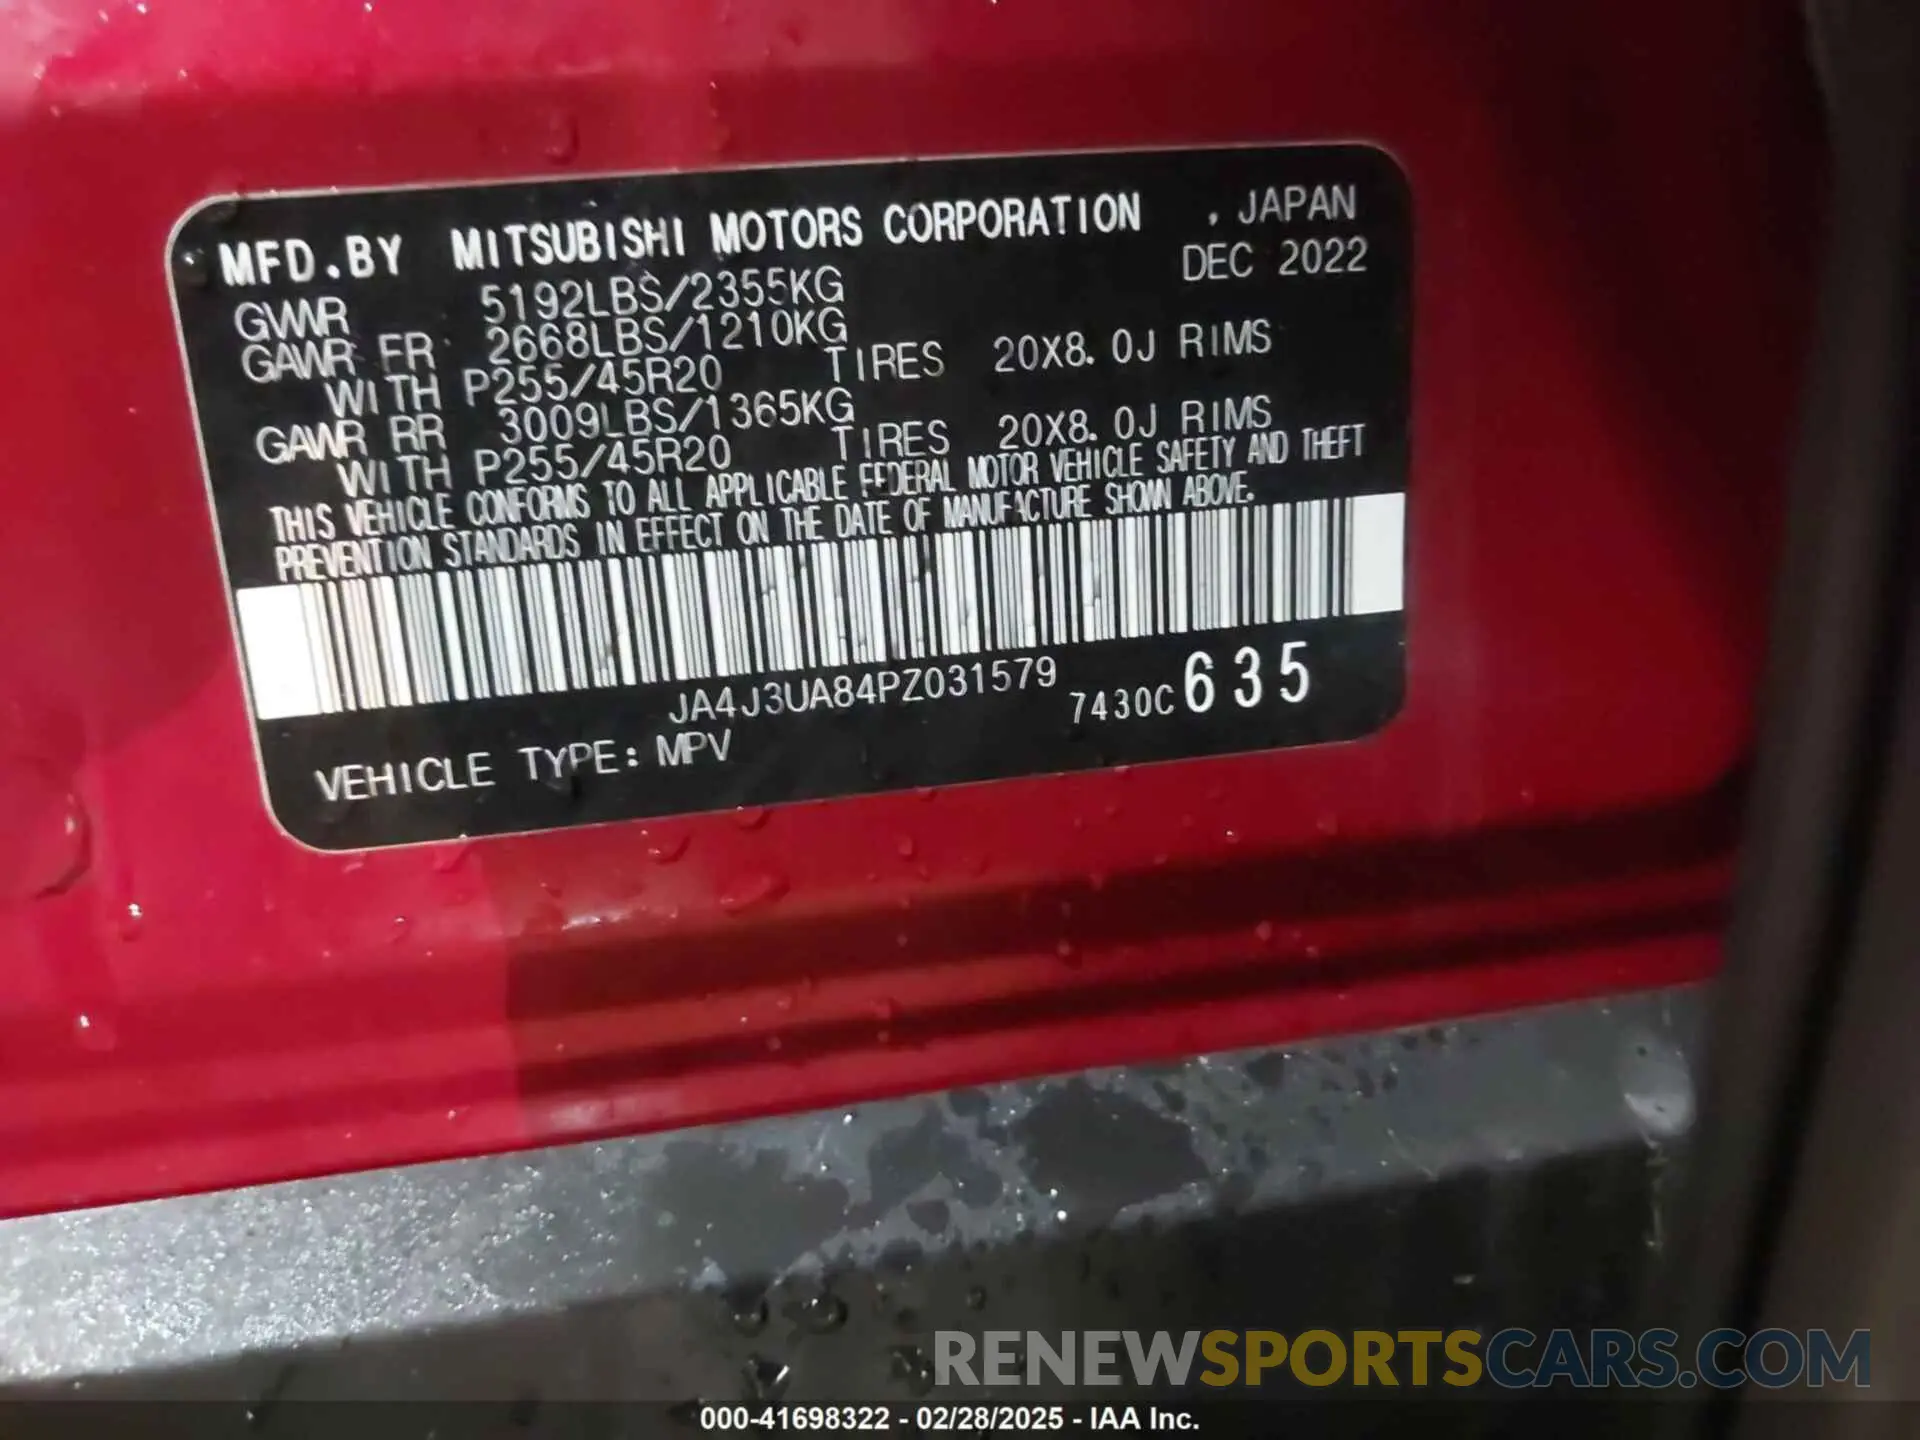 MFD.BY MITSUBISHI MOTORS CORPORATION , JAPAN
GVWR 5192LBS/2355KG DEC 2022
GAWR FR 2668LBS/1210KG
WITH P255/45R20 TIRES 20X8.0J RIMS
GAWR RR 3009LBS/1365KG
WITH P255/45R20 TIRES 20X8.0J RIMS
THIS VEHICLE CONFORMS TO ALL APPLICABLE FEDERAL MOTOR VEHICLE SAFETY AND THEFT
PREVENTION STANDARDS IN EFFECT ON THE DATE OF MANUFACTURE SHOWN ABOVE.
JA4J3UA84PZ031579 7430C 635
VEHICLE TYPE: MPV
RENEWSPORTSCARS.COM
000-41698322 - 02/28/2025 - IAA Inc.